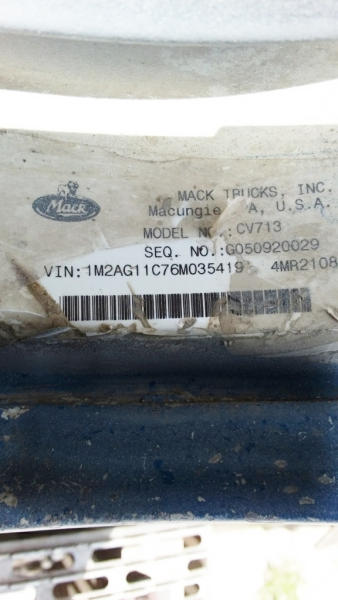 Mack
MACK TRUCKS, INC.
Macungie A, U.S.A.
MODEL NO.:CV713
SEQ. NO.:G050920029
VIN:1M2AG11C76M035419 4MR2108